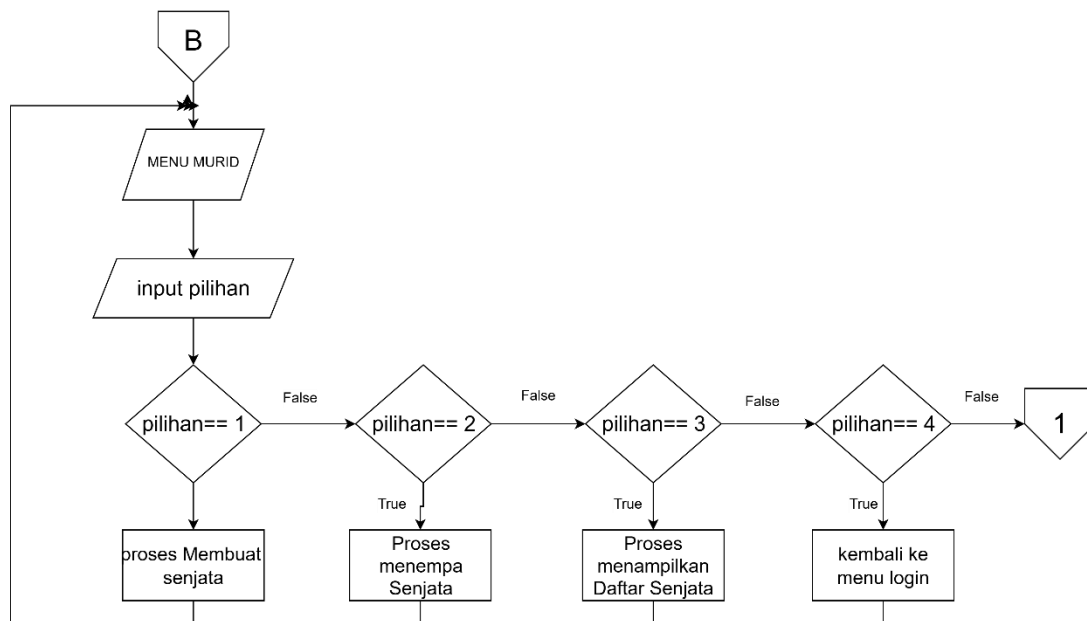 B
MENU MURID
input pilihan
pilihan== 1
False
pilihan== 2
False
pilihan== 3
False
pilihan== 4
False
1
True
True
True
proses Membuat
senjata
Proses
menempa
Senjata
Proses
menampilkan
Daftar Senjata
kembali ke
menu login